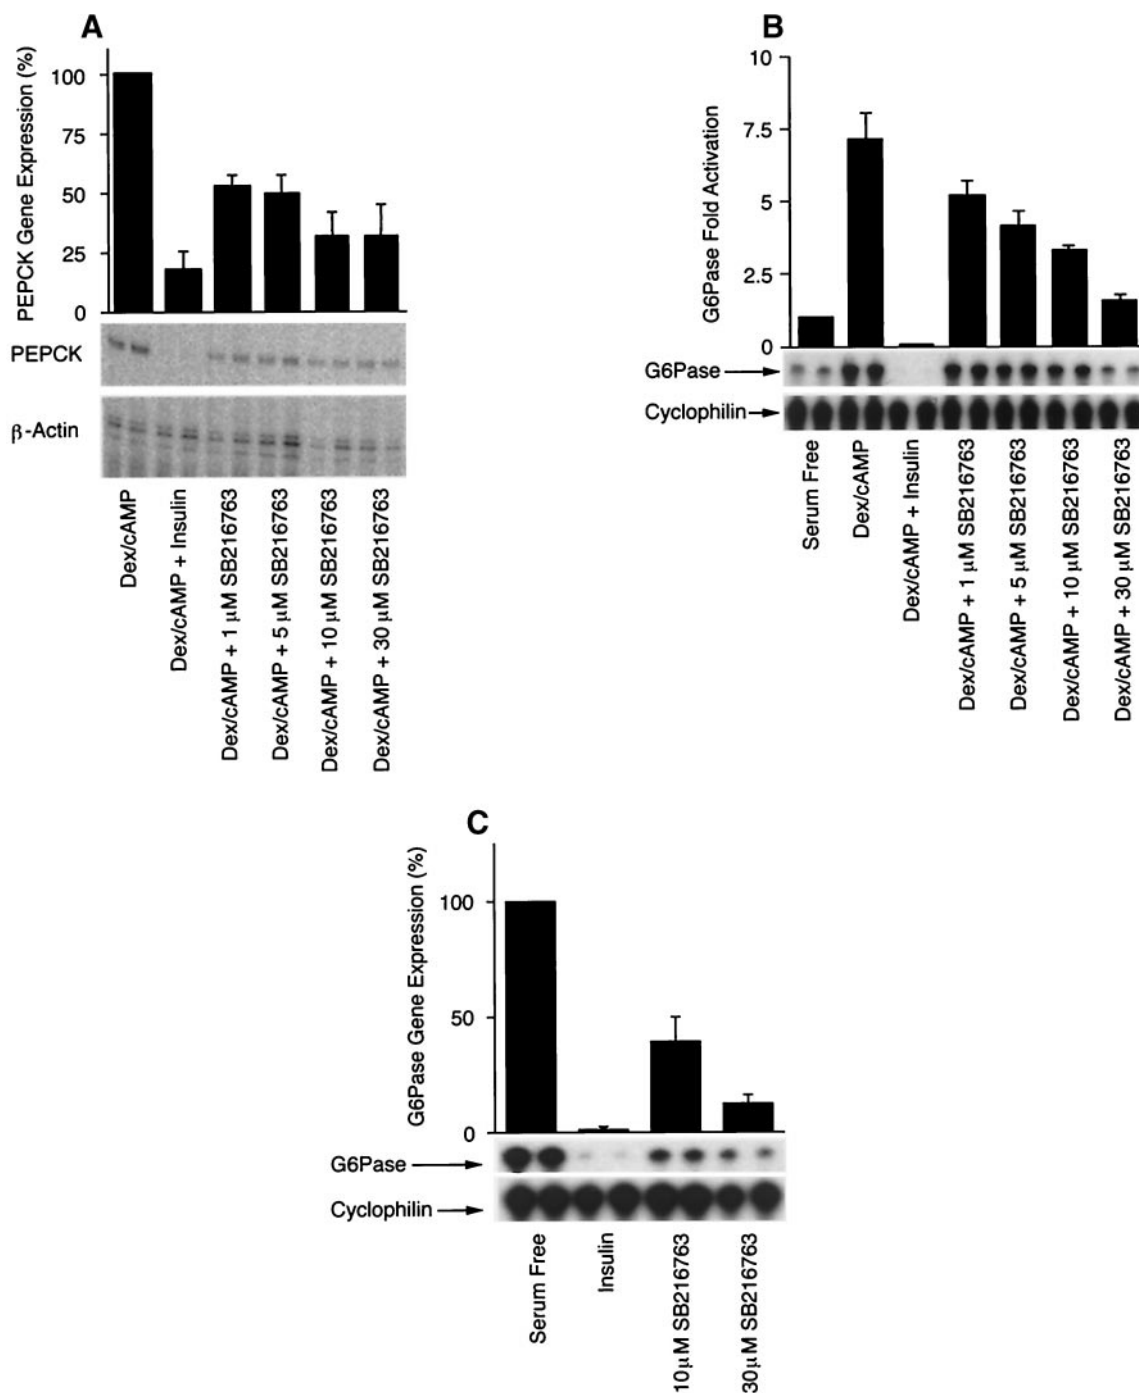 A
PEPCK Gene Expression (%)
100
75
50
25
0
PEPCK
β-Actin
Dex/cAMP
Dex/cAMP + Insulin
Dex/cAMP + 1 μM SB216763
Dex/cAMP + 5 μM SB216763
Dex/cAMP + 10 μM SB216763
Dex/cAMP + 30 μM SB216763
B
G6Pase Fold Activation
10
7.5
5
2.5
0
G6Pase
Cyclophilin
Serum Free
Dex/cAMP
Dex/cAMP + Insulin
Dex/cAMP + 1 μM SB216763
Dex/cAMP + 5 μM SB216763
Dex/cAMP + 10 μM SB216763
Dex/cAMP + 30 μM SB216763
C
G6Pase Gene Expression (%)
100
50
0
G6Pase
Cyclophilin
Serum Free
Insulin
10μM SB216763
30μM SB216763